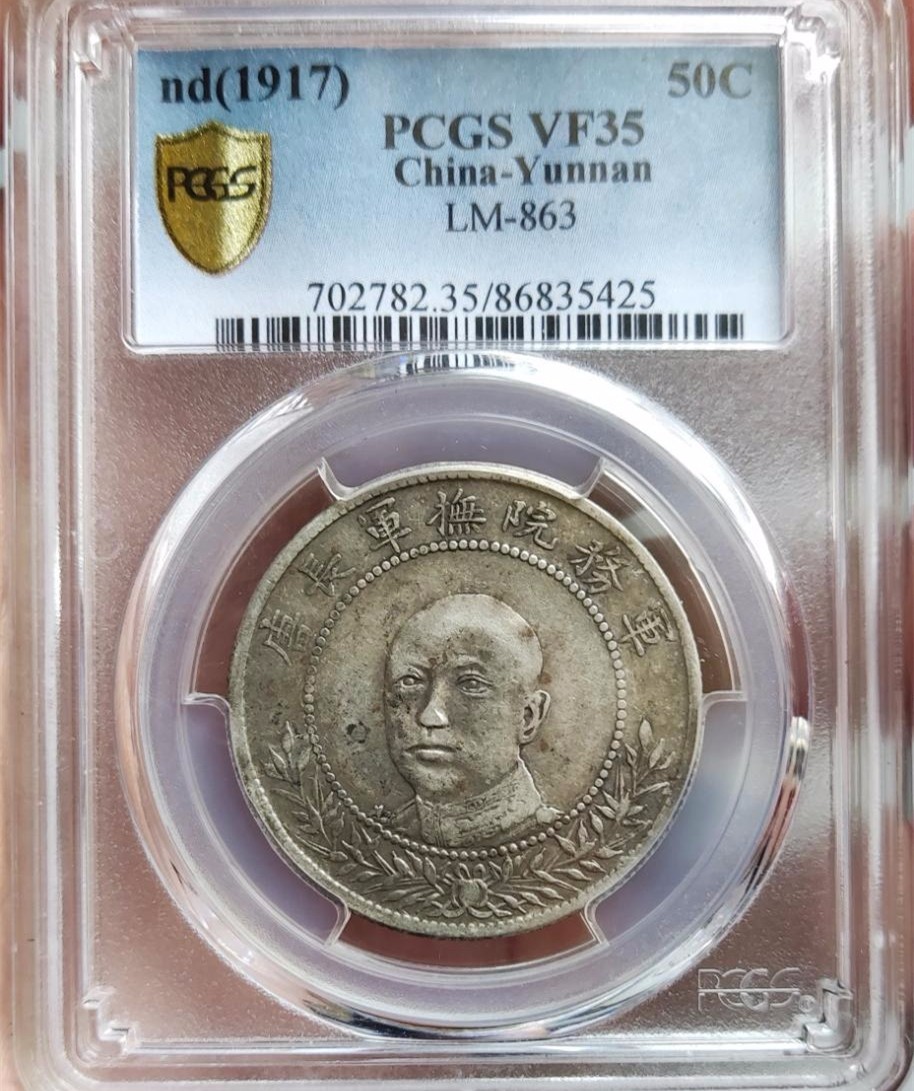 nd(1917) 50C
PCGS VF35
PCGS
China-Yunnan
LM-863
702782.35/86835425
軍務院撫軍長唐
PCGS